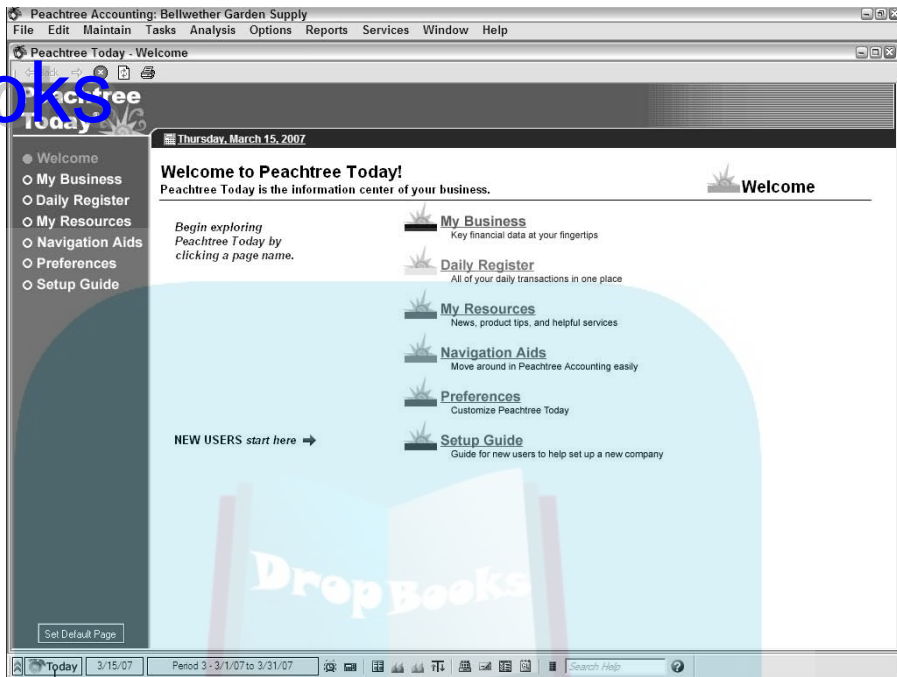 Peachtree Accounting: Bellwether Garden Supply
File Edit Maintain Tasks Analysis Options Reports Services Window Help
Peachtree Today - Welcome
ooks
Peachtree
Today
Thursday, March 15, 2007
Welcome
My Business
Daily Register
My Resources
Navigation Aids
Preferences
Setup Guide
Welcome to Peachtree Today!
Peachtree Today is the information center of your business.
Welcome
Begin exploring
Peachtree Today by
clicking a page name.
My Business
Key financial data at your fingertips
Daily Register
All of your daily transactions in one place
My Resources
News, product tips, and helpful services
Navigation Aids
Move around in Peachtree Accounting easily
Preferences
Customize Peachtree Today
NEW USERS start here
Setup Guide
Guide for new users to help set up a new company
DropBooks
Set Default Page
Today 3/15/07 Period 3 - 3/1/07 to 3/31/07 Search Help